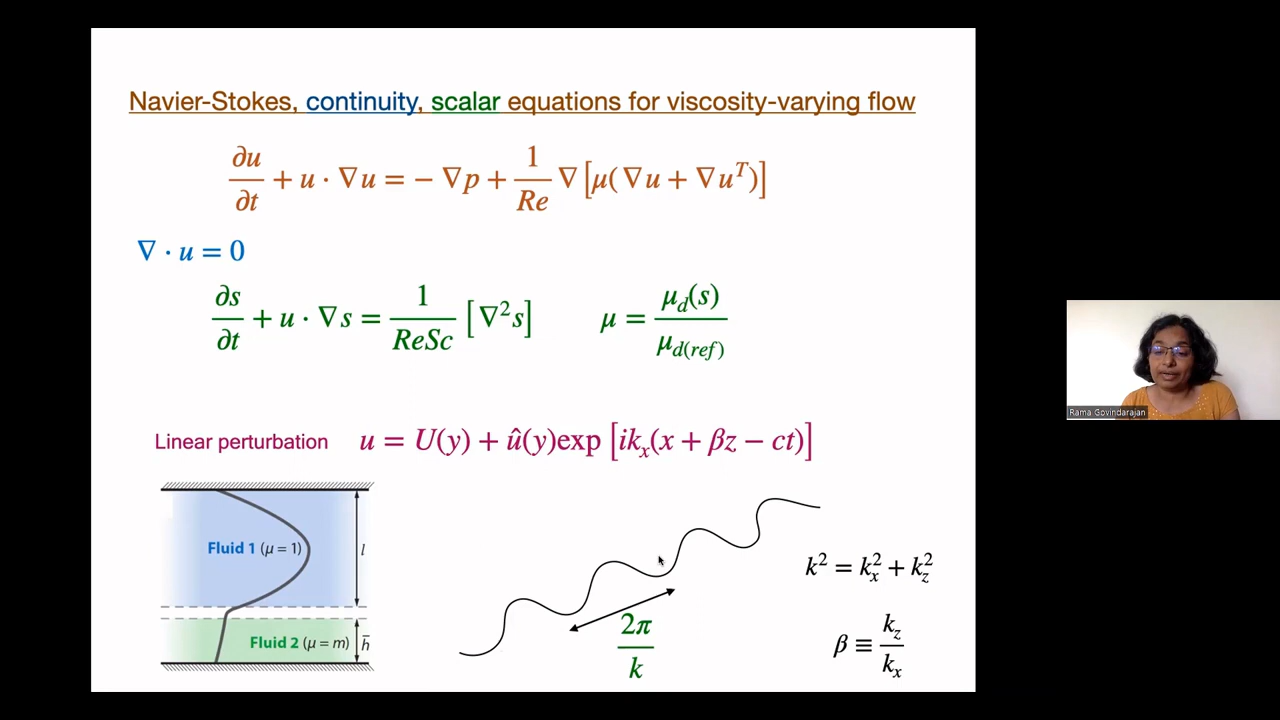 Navier-Stokes, continuity, scalar equations for viscosity-varying flow
∂u/∂t + u · ∇u = − ∇p + 1/Re ∇ [μ(∇u + ∇u^T)]
∇ · u = 0
∂s/∂t + u · ∇s = 1/ReSc [∇²s]    μ = μ_d(s)/μ_d(ref)
Linear perturbation u = U(y) + û(y)exp [ik_x(x + βz − ct)]
Fluid 1 (μ = 1) l
Fluid 2 (μ = m) h̄
2π/k
k² = k_x² + k_z²
β ≡ k_z/k_x
Rama Govindarajan